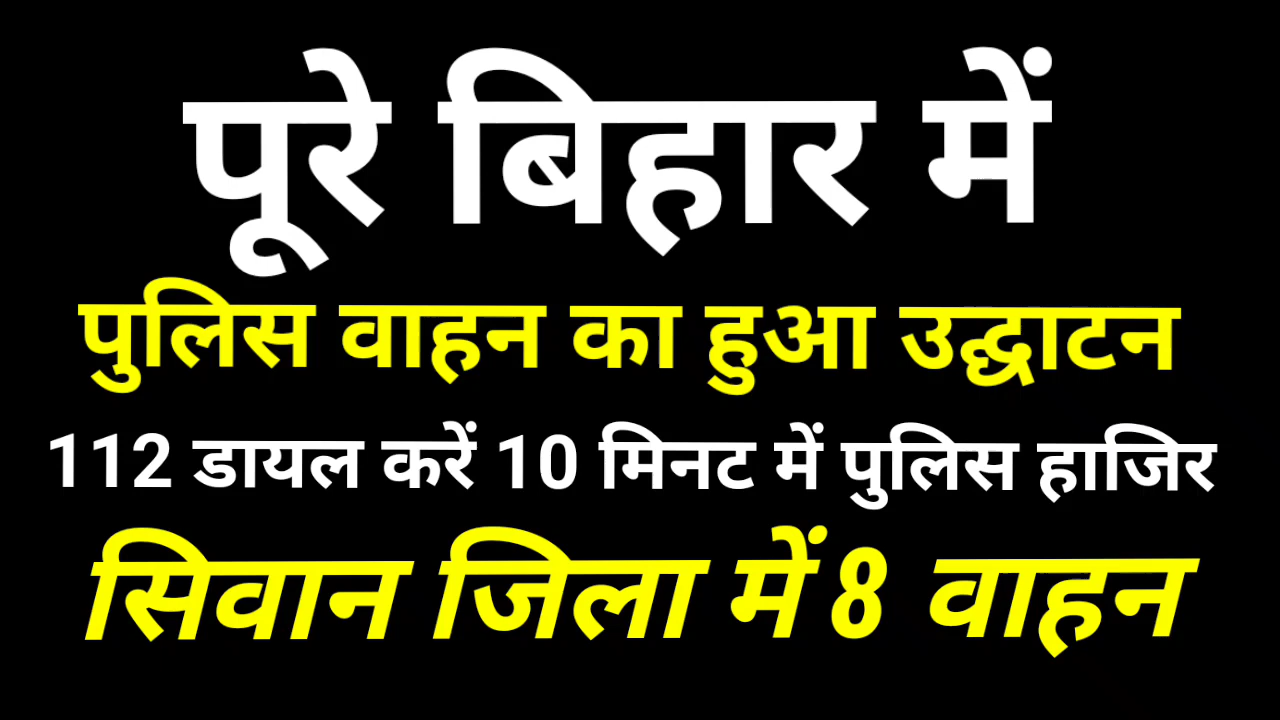 पूरे बिहार में
पुलिस वाहन का हुआ उद्घाटन
112 डायल करें 10 मिनट में पुलिस हाजिर
सिवान जिला में 8 वाहन